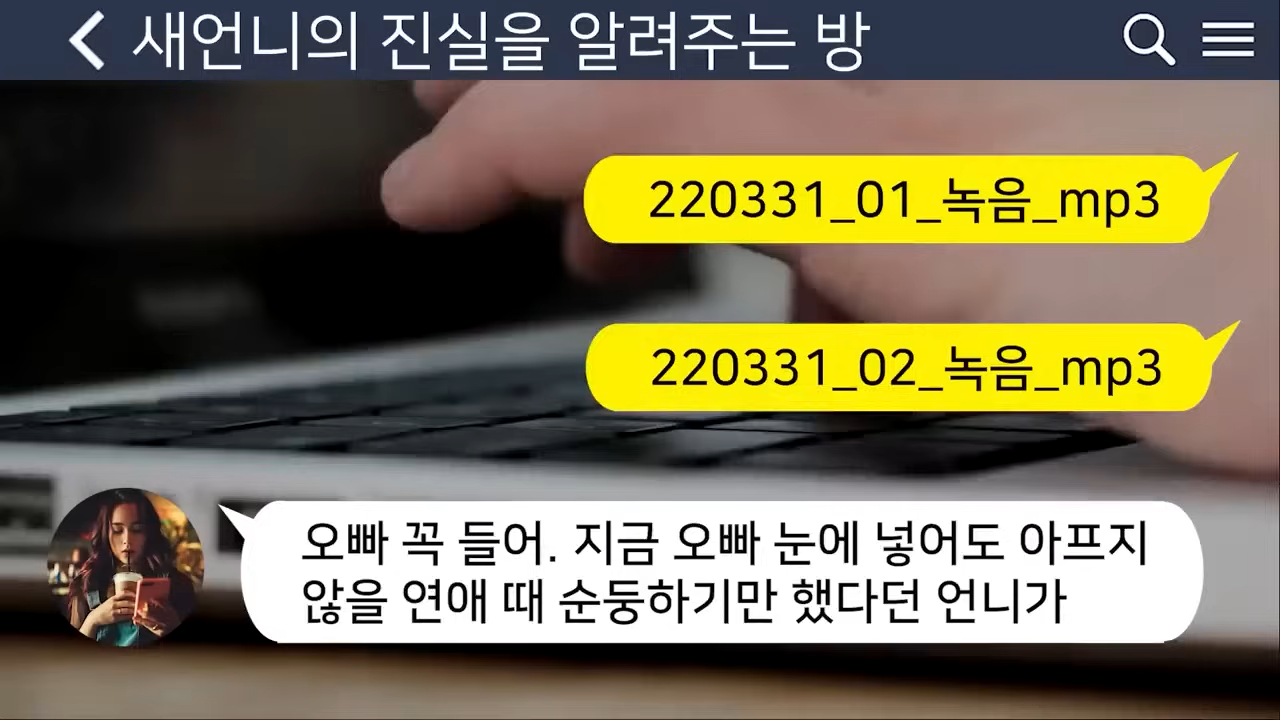 새언니의 진실을 알려주는 방
220331_01_녹음_mp3
220331_02_녹음_mp3
오빠 꼭 들어. 지금 오빠 눈에 넣어도 아프지
않을 연애 때 순둥하기만 했다던 언니가